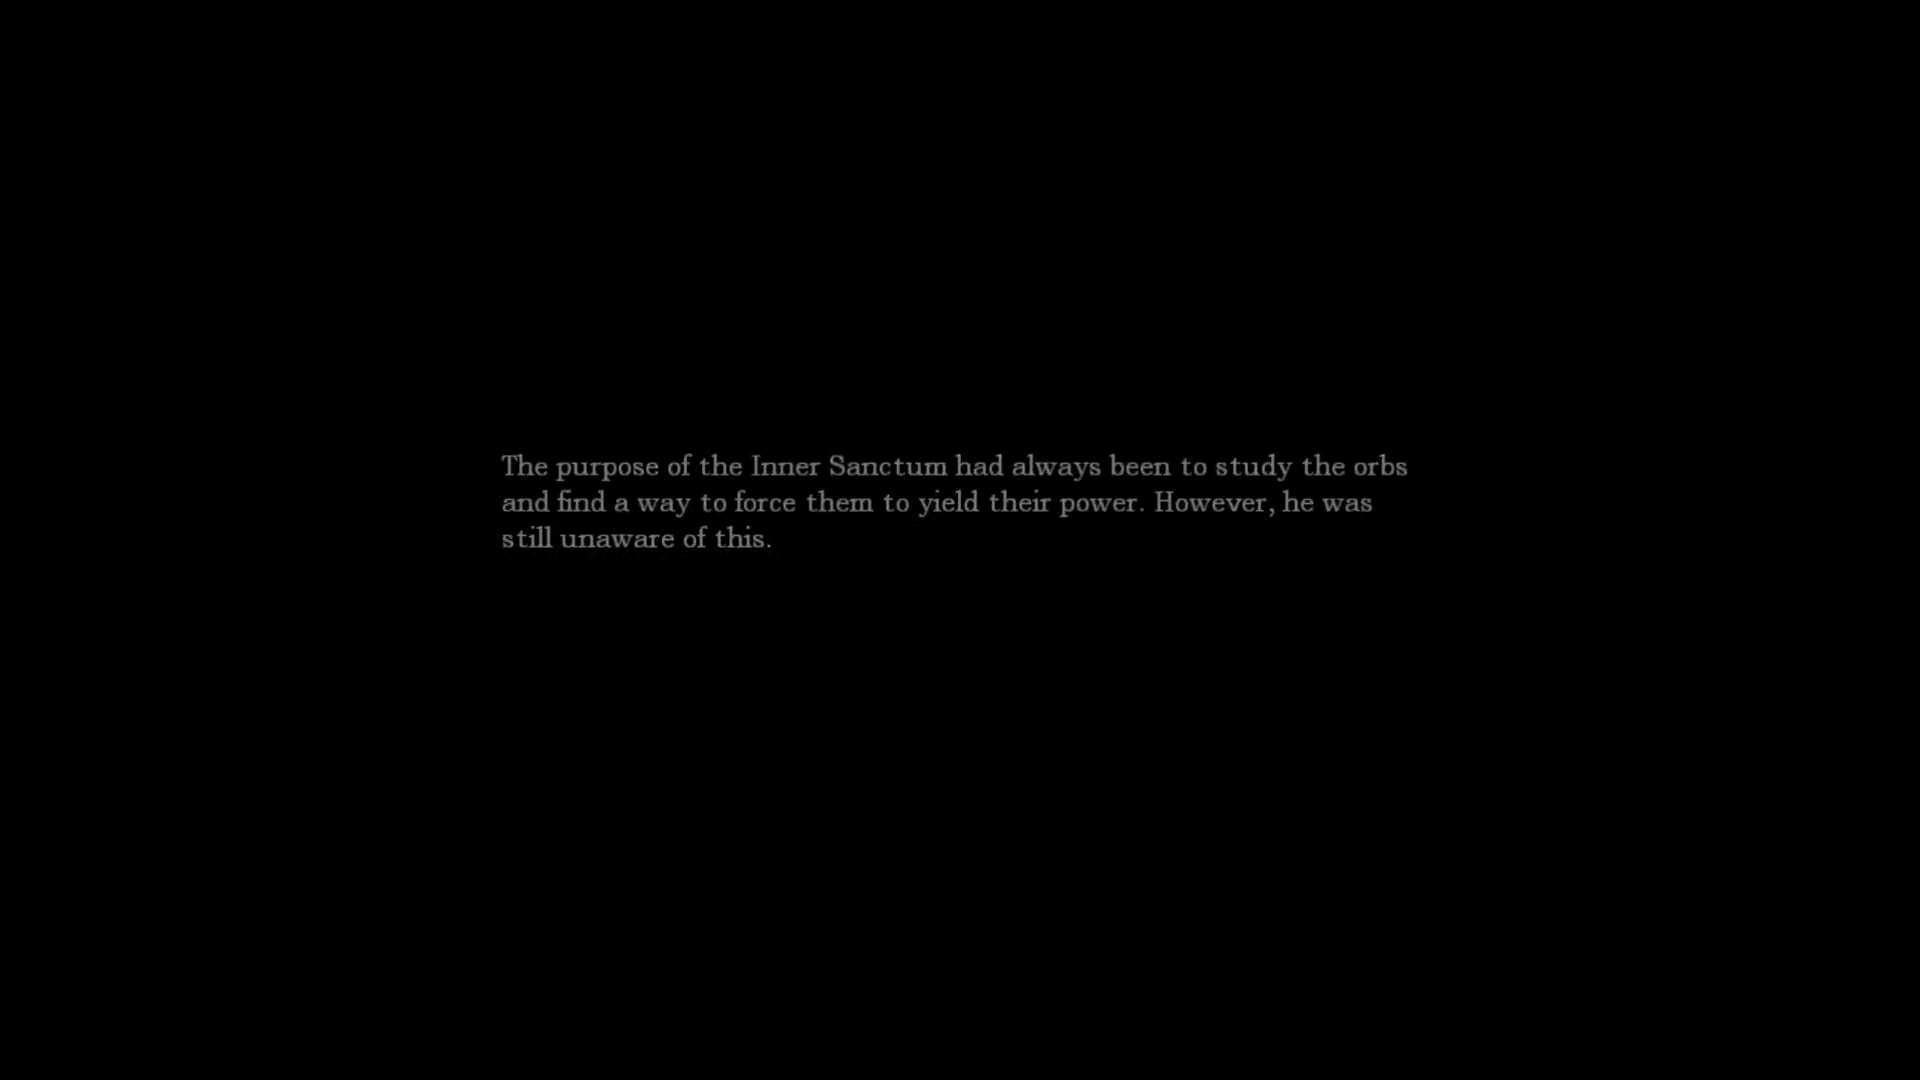 The purpose of the Inner Sanctum had always been to study the orbs
and find a way to force them to yield their power. However, he was
still unaware of this.